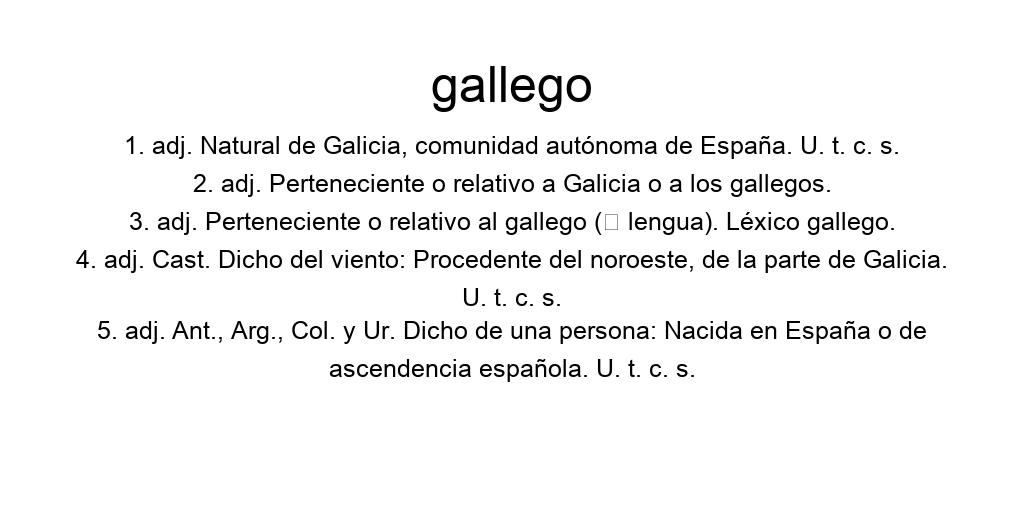 gallego
1. adj. Natural de Galicia, comunidad autónoma de España. U. t. c. s.
2. adj. Perteneciente o relativo a Galicia o a los gallegos.
3. adj. Perteneciente o relativo al gallego (□ lengua). Léxico gallego.
4. adj. Cast. Dicho del viento: Procedente del noroeste, de la parte de Galicia.
U. t. c. s.
5. adj. Ant., Arg., Col. y Ur. Dicho de una persona: Nacida en España o de
ascendencia española. U. t. c. s.